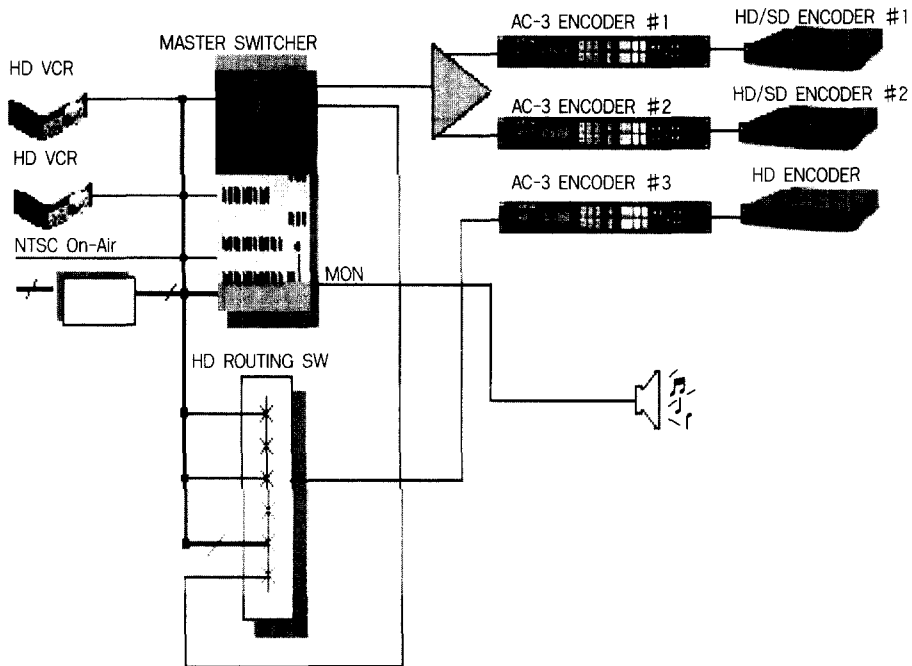 AC-3 ENCODER #1
HD/SD ENCODER #1
MASTER SWITCHER
HD VCR
AC-3 ENCODER #2
HD/SD ENCODER #2
HD VCR
AC-3 ENCODER #3
HD ENCODER
NTSC On-Air
MON
HD ROUTING SW